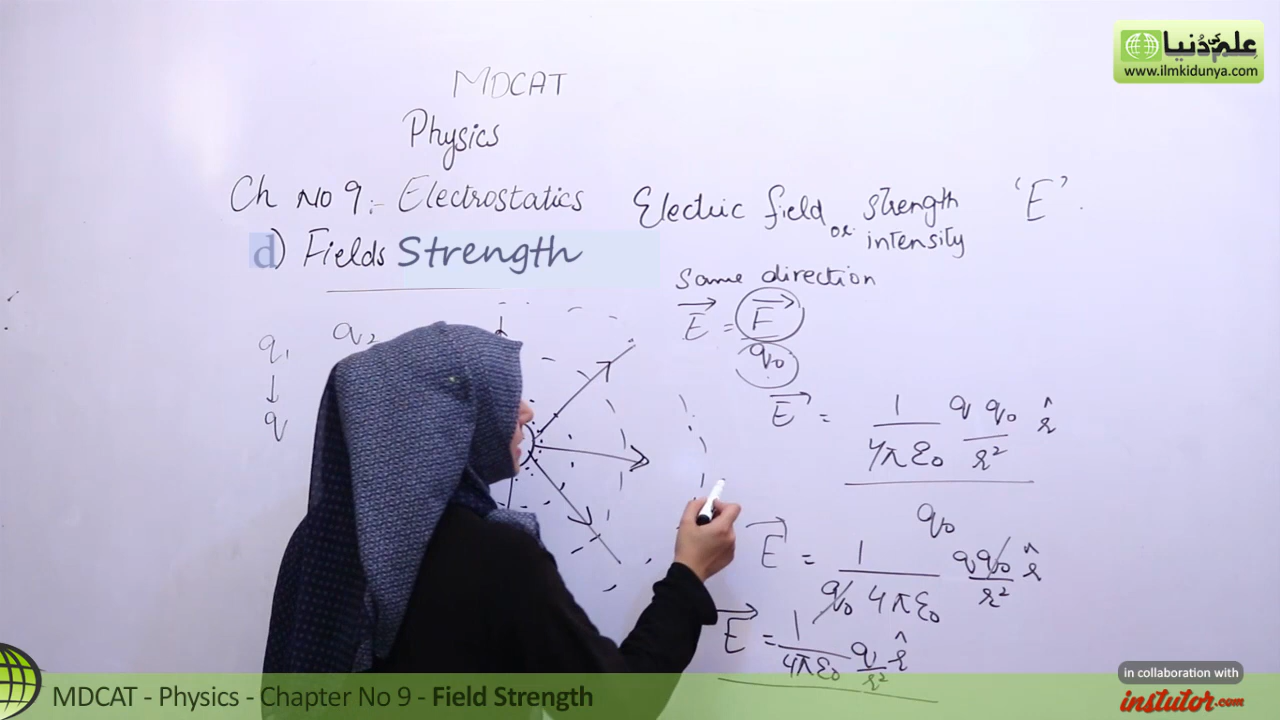 علم کی دُنیا
www.ilmkidunya.com
MDCAT
Physics
Ch No 9:- Electrostatics
d) Fields Strength
Electric field or strength 'E'.
intensity
Same direction
E = F
q₀
q₁ q₂
↓
q
E = 1 q q₀ r̂
4πε₀ r²
q₀
E = 1 qq₀ r̂
q₀ 4πε₀ r²
E = 1 q r̂
4πε₀ r²
in collaboration with
instutor.com
MDCAT - Physics - Chapter No 9 - Field Strength